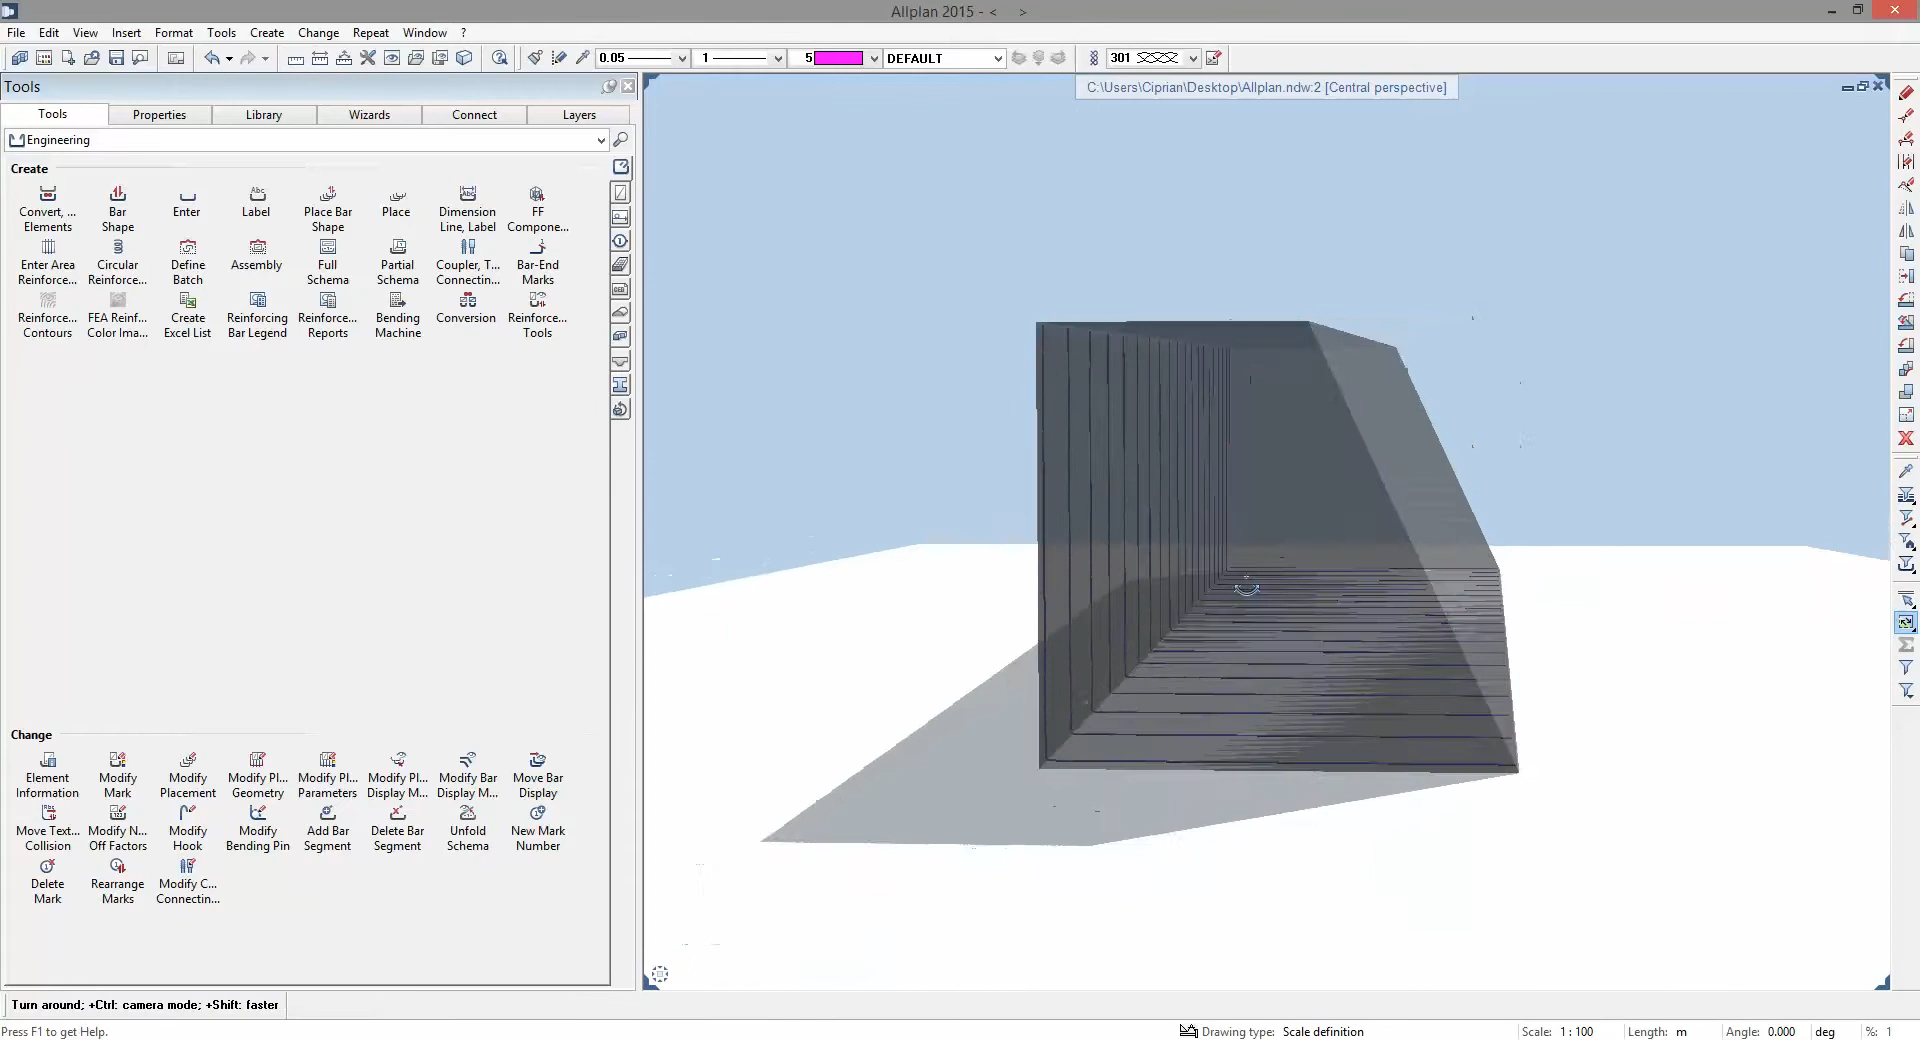 Allplan 2015 - <    >
File Edit View Insert Format Tools Create Change Repeat Window ?
0.05 1 5 DEFAULT 301
Tools
C:\Users\Ciprian\Desktop\Allplan.ndw:2 [Central perspective]
Tools Properties Library Wizards Connect Layers
Engineering
Create
Convert, ... Bar Enter Label Place Bar Place Dimension FF
Elements Shape Shape Line, Label Compone...
Enter Area Circular Define Assembly Full Partial Coupler, T... Bar-End
Reinforce... Reinforce... Batch Schema Schema Connectin... Marks
Reinforce... FEA Reinf... Create Reinforcing Reinforce... Bending Conversion Reinforce...
Contours Color Ima... Excel List Bar Legend Reports Machine Tools
Change
Element Modify Modify Modify Pl... Modify Pl... Modify Pl... Modify Bar Move Bar
Information Mark Placement Geometry Parameters Display M... Display M... Display
Move Text... Modify N... Modify Modify Add Bar Delete Bar Unfold New Mark
Collision Off Factors Hook Bending Pin Segment Segment Schema Number
Delete Rearrange Modify C...
Mark Marks Connectin...
Turn around; +Ctrl: camera mode; +Shift: faster
Press F1 to get Help. Drawing type: Scale definition Scale: 1 : 100 Length: m Angle: 0.000 deg %: 1